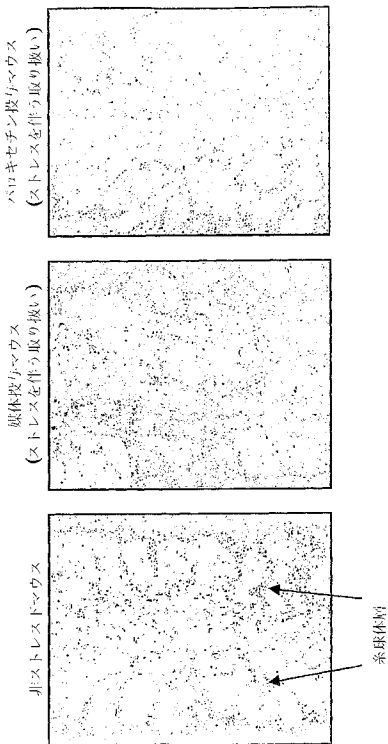 非ストレス下マウス
媒体投与マウス
(ストレスを伴う取り扱い)
パロキセチン投与マウス
(ストレスを伴う取り扱い)
糸球体層